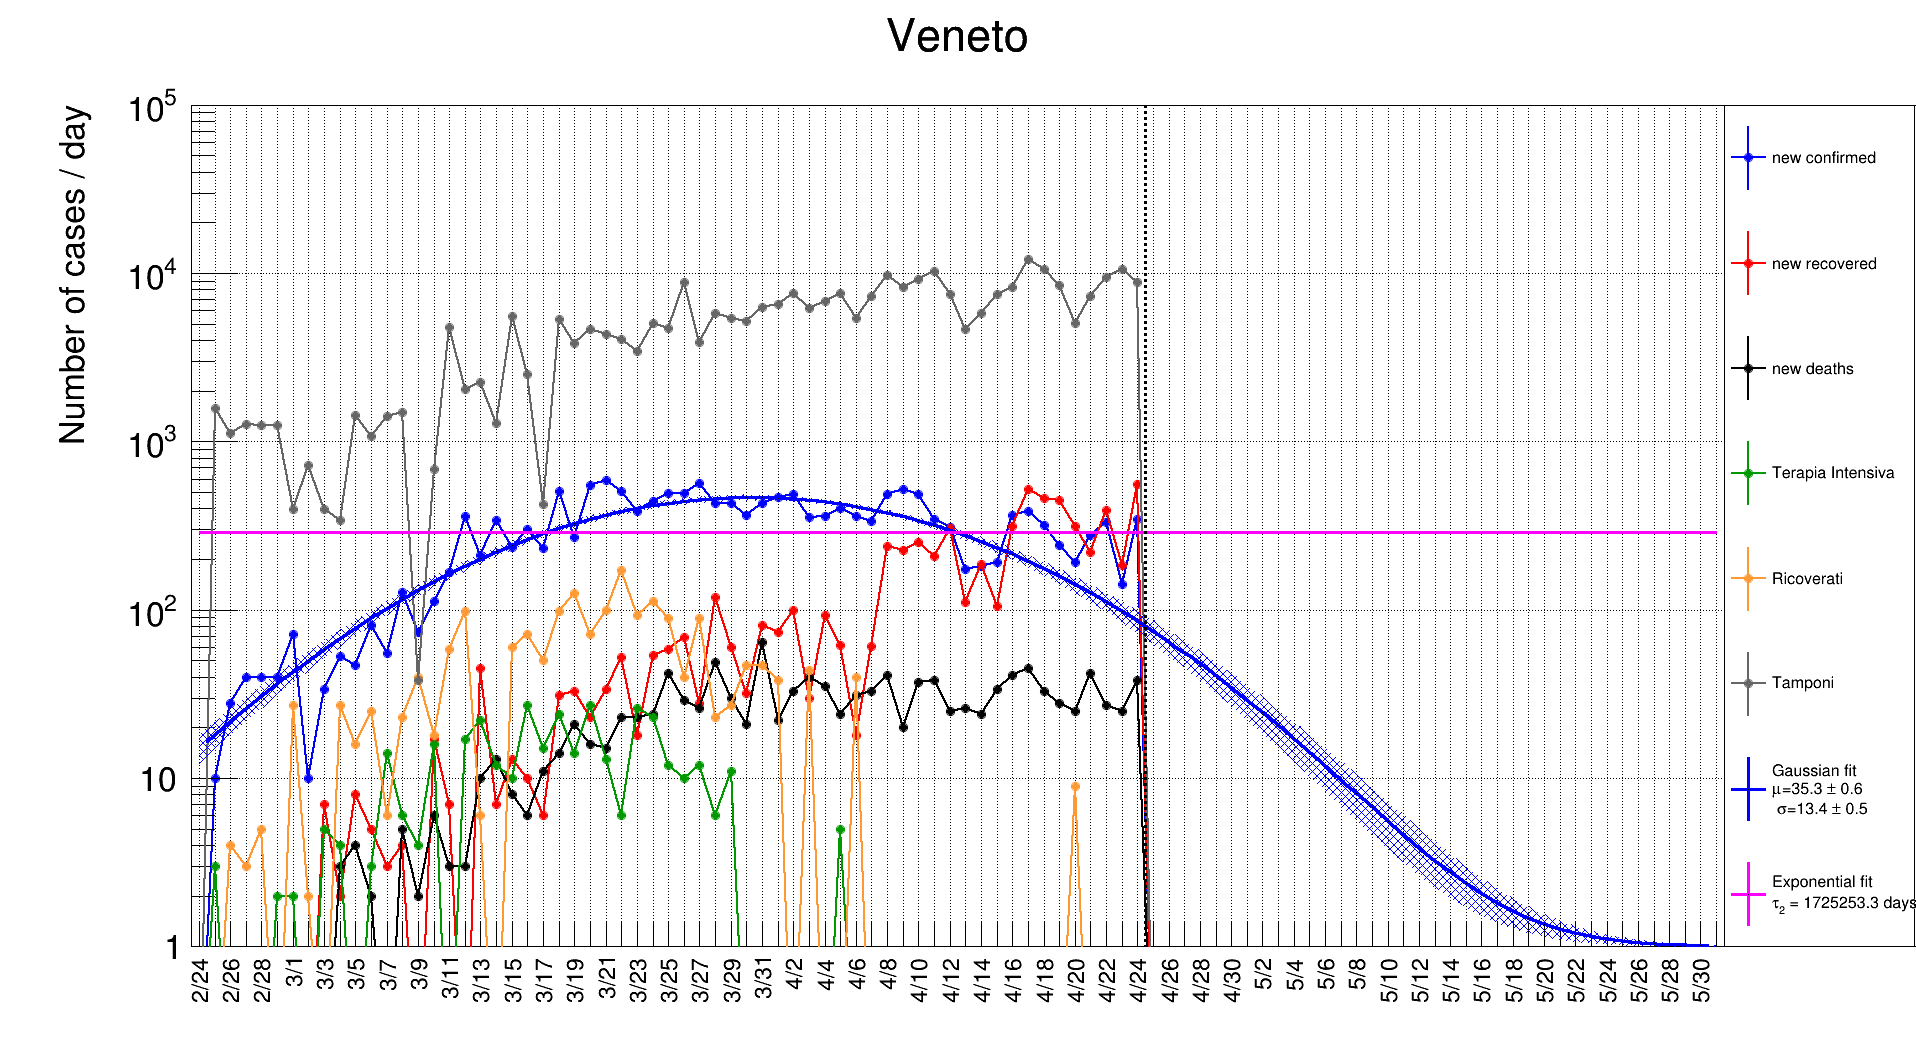 Veneto
Number of cases / day
10⁵
10⁴
10³
10²
10
1
2/24 2/26 2/28 3/1 3/3 3/5 3/7 3/9 3/11 3/13 3/15 3/17 3/19 3/21 3/23 3/25 3/27 3/29 3/31 4/2 4/4 4/6 4/8 4/10 4/12 4/14 4/16 4/18 4/20 4/22 4/24 4/26 4/28 4/30 5/2 5/4 5/6 5/8 5/10 5/12 5/14 5/16 5/18 5/20 5/22 5/24 5/26 5/28 5/30
new confirmed
new recovered
new deaths
Terapia Intensiva
Ricoverati
Tamponi
Gaussian fit
μ=35.3 ± 0.6
σ=13.4 ± 0.5
Exponential fit
τ₂ = 1725253.3 days